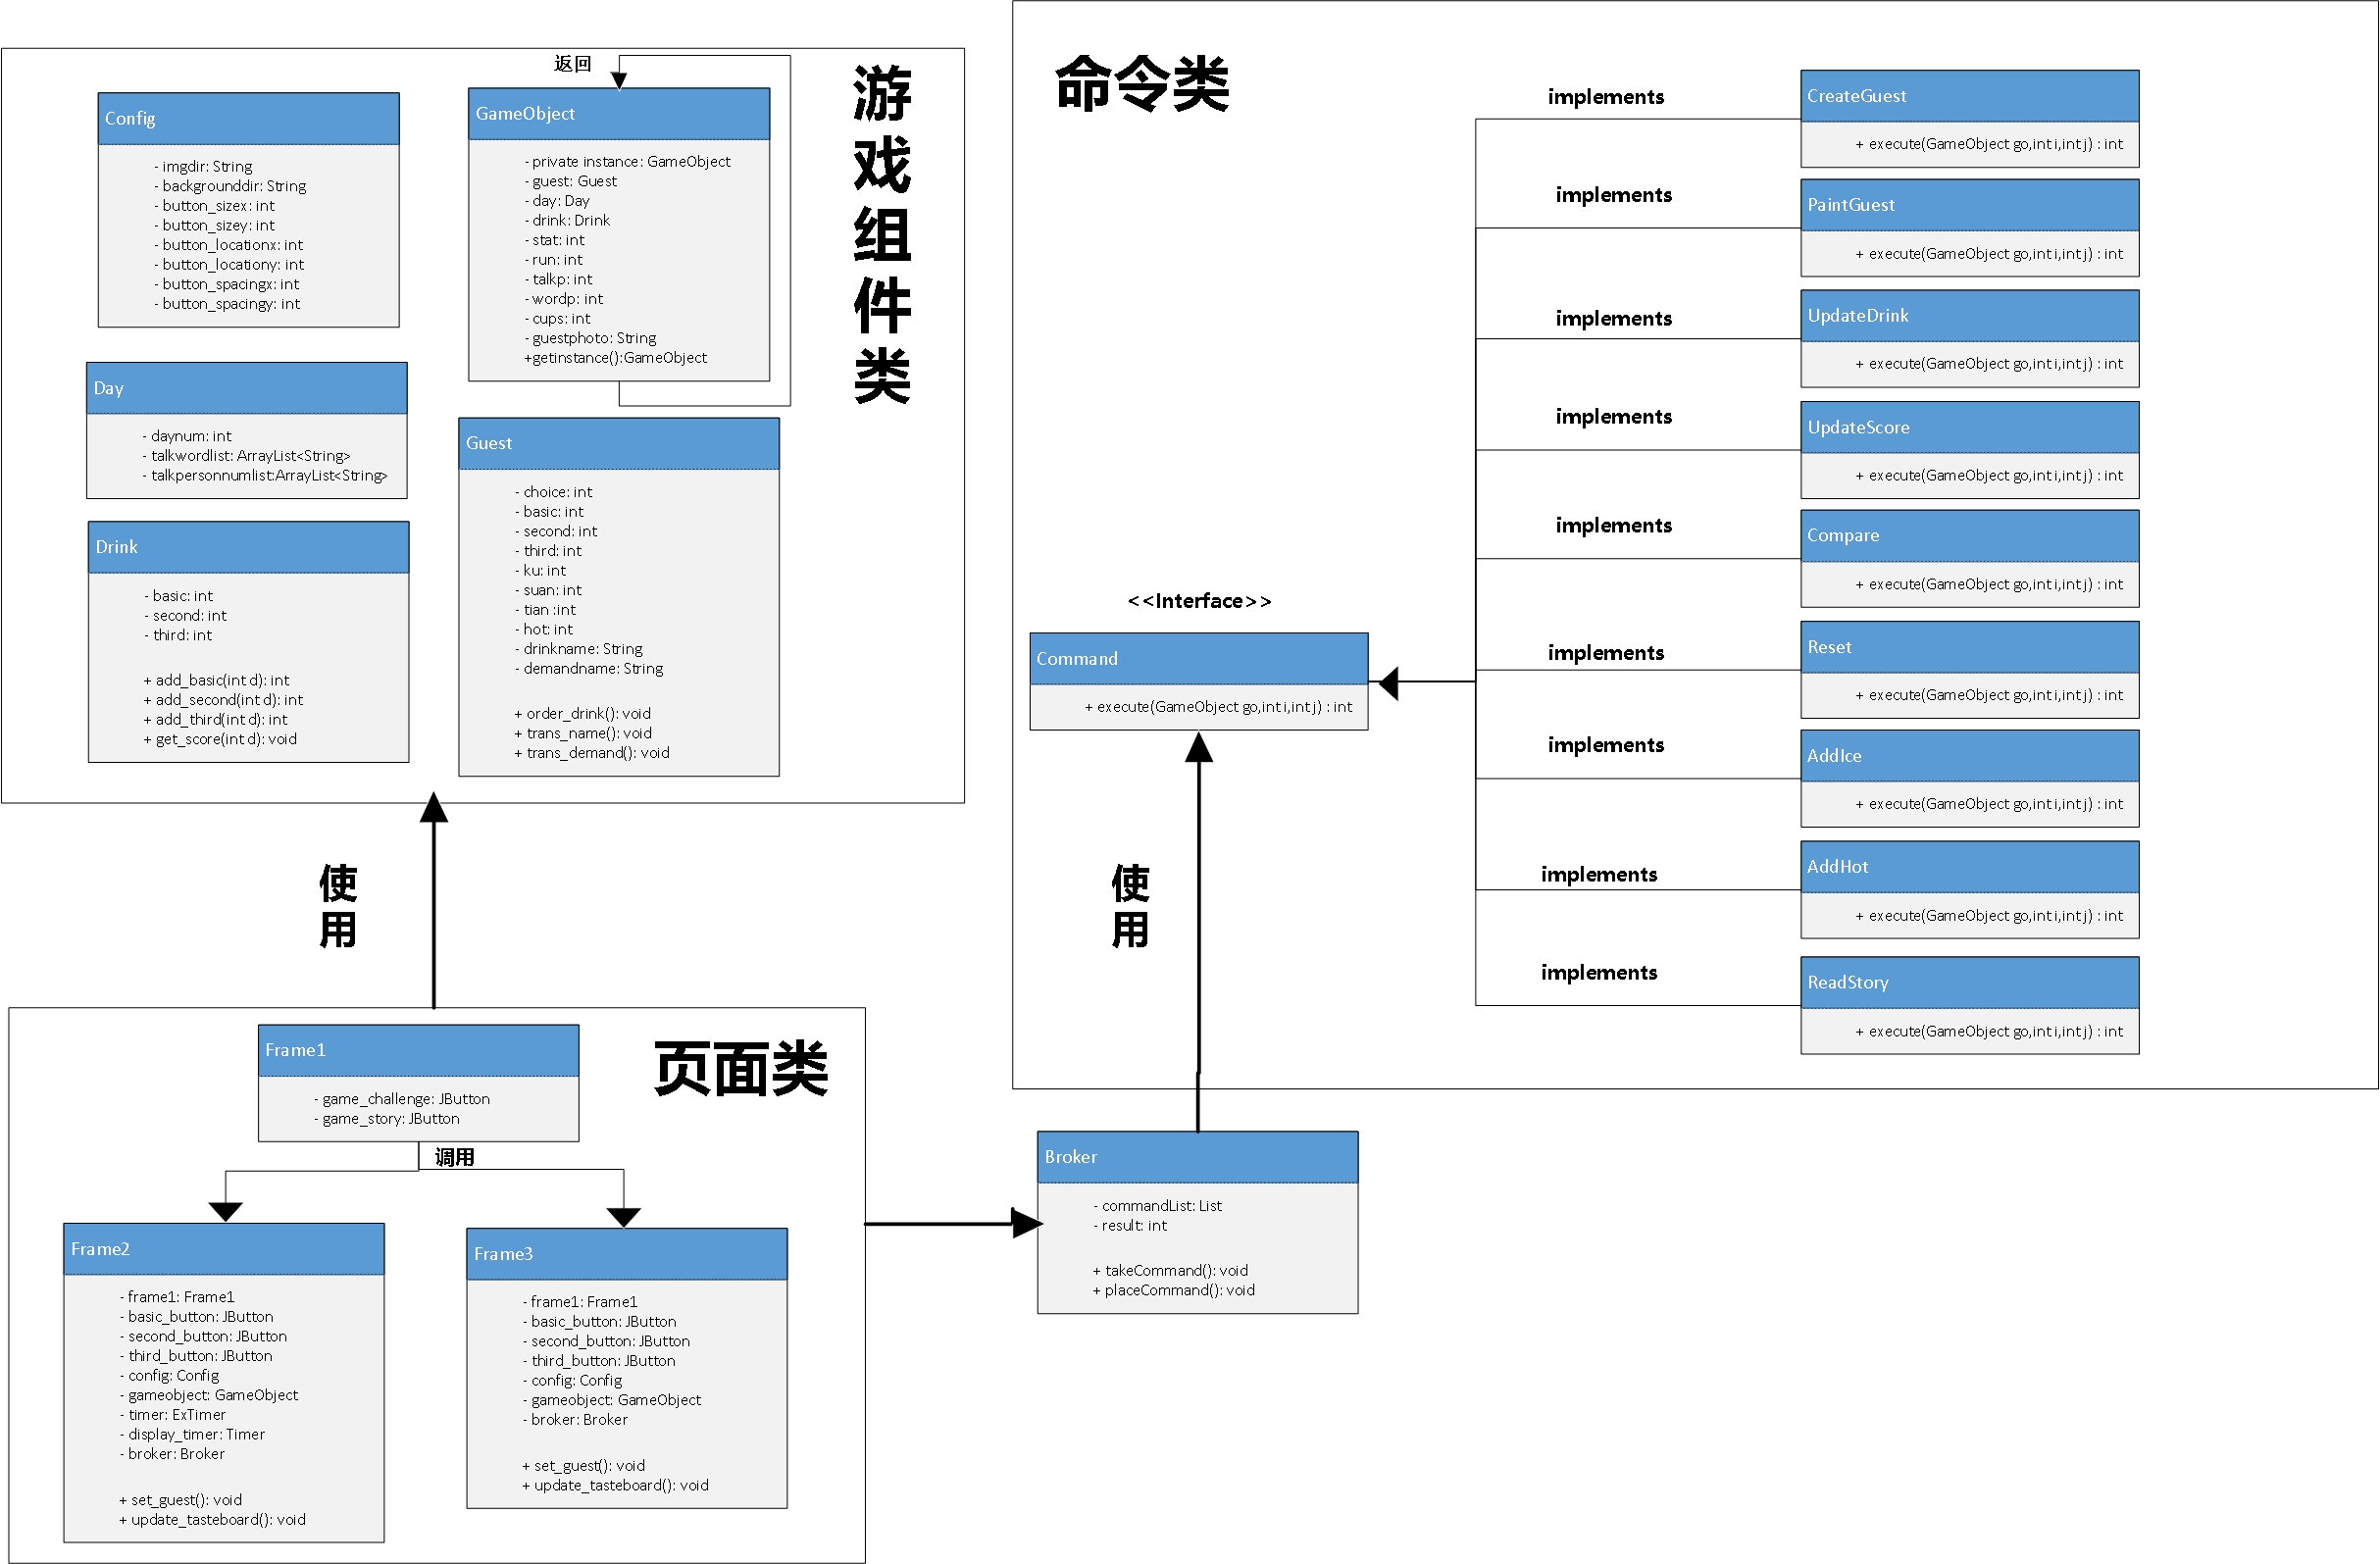 游戏组件类
返回
Config
- imgdir: String
- backgrounddir: String
- button_sizex: int
- button_sizey: int
- button_locationx: int
- button_locationy: int
- button_spacingx: int
- button_spacingy: int
GameObject
- private instance: GameObject
- guest: Guest
- day: Day
- drink: Drink
- stat: int
- run: int
- talkp: int
- wordp: int
- cups: int
- guestphoto: String
+getinstance():GameObject
Day
- daynum: int
- talkwordlist: ArrayList<String>
- talkpersonnumlist:ArrayList<String>
Guest
- choice: int
- basic: int
- second: int
- third: int
- ku: int
- suan: int
- tian :int
- hot: int
- drinkname: String
- demandname: String
+ order_drink(): void
+ trans_name(): void
+ trans_demand(): void
Drink
- basic: int
- second: int
- third: int
+ add_basic(int d): int
+ add_second(int d): int
+ add_third(int d): int
+ get_score(int d): void
使用
页面类
Frame1
- game_challenge: JButton
- game_story: JButton
调用
Frame2
- frame1: Frame1
- basic_button: JButton
- second_button: JButton
- third_button: JButton
- config: Config
- gameobject: GameObject
- timer: ExTimer
- display_timer: Timer
- broker: Broker
+ set_guest(): void
+ update_tasteboard(): void
Frame3
- frame1: Frame1
- basic_button: JButton
- second_button: JButton
- third_button: JButton
- config: Config
- gameobject: GameObject
- broker: Broker
+ set_guest(): void
+ update_tasteboard(): void
命令类
<<Interface>>
Command
+ execute(GameObject go,int i,int j) : int
使用
Broker
- commandList: List
- result: int
+ takeCommand(): void
+ placeCommand(): void
implements
CreateGuest
+ execute(GameObject go,int i,int j) : int
implements
PaintGuest
+ execute(GameObject go,int i,int j) : int
implements
UpdateDrink
+ execute(GameObject go,int i,int j) : int
implements
UpdateScore
+ execute(GameObject go,int i,int j) : int
implements
Compare
+ execute(GameObject go,int i,int j) : int
implements
Reset
+ execute(GameObject go,int i,int j) : int
implements
AddIce
+ execute(GameObject go,int i,int j) : int
implements
AddHot
+ execute(GameObject go,int i,int j) : int
implements
ReadStory
+ execute(GameObject go,int i,int j) : int